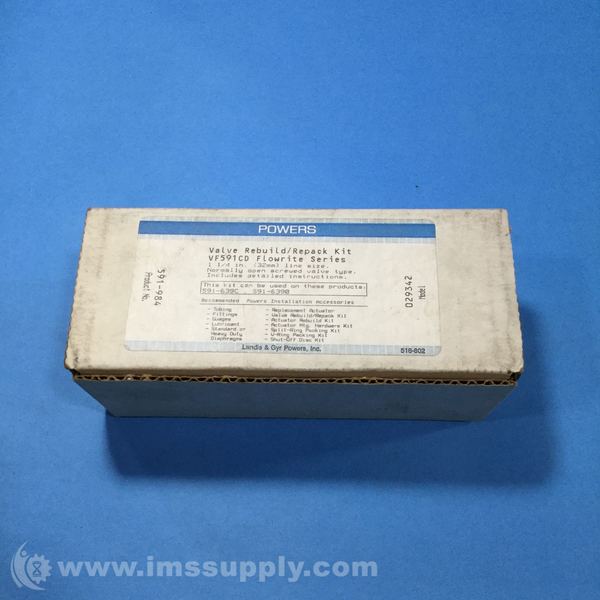 POWERS
Valve Rebuild/Repack Kit
VF591CD Flowrite Series
1 1/4 in. (32mm) line size.
Normally open screwed valve type.
Includes detailed instructions.
This kit can be used on these products:
591-639C 591-6390
Recommended Powers Installation Accessories
- Tubing
- Fittings
- Gauges
- Lubricant
Standard or
Heavy Duty
Diaphragms
- Replacement Actuator
- Valve Rebuild/Repack Kit
- Actuator Rebuild Kit
- Actuator Mtg. Hardware Kit
- Split-Ring Packing Kit
- U-Ring Packing Kit
- Shut-Off Disc Kit
Landis & Gyr Powers, Inc.
516-602
591-984
Product No.
029342
Model
www.imssupply.com